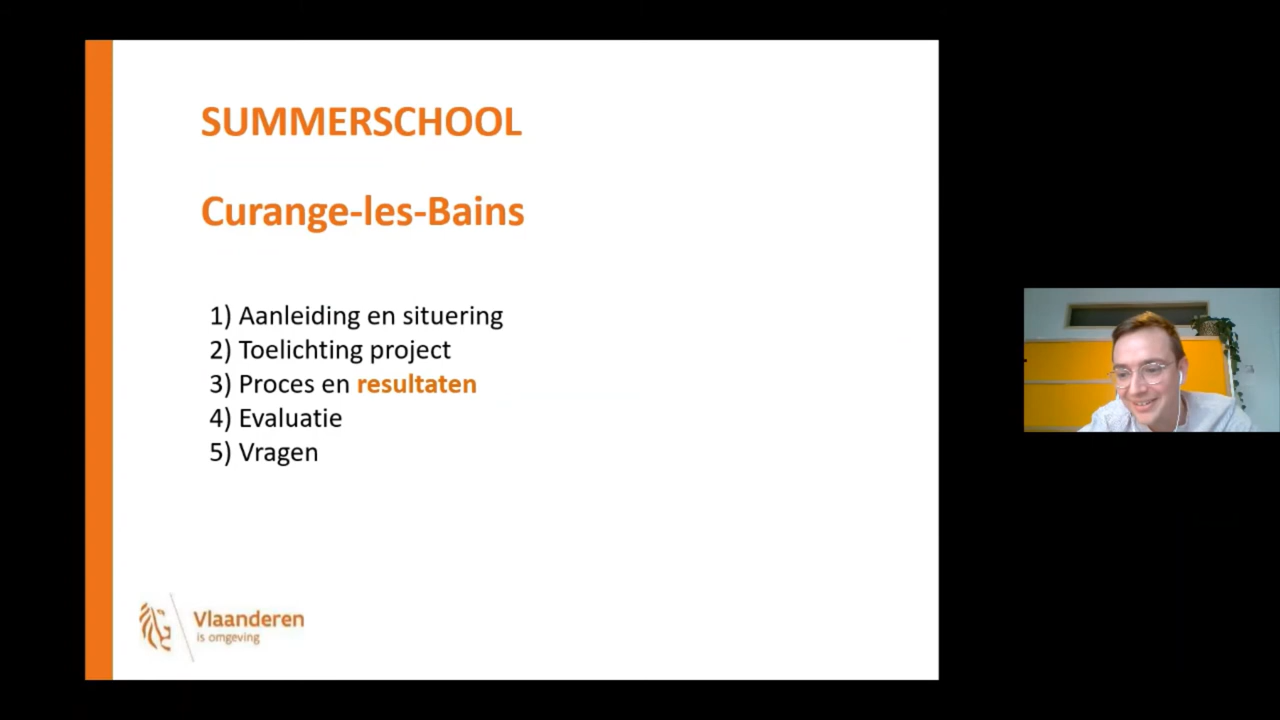 SUMMERSCHOOL
Curange-les-Bains
1) Aanleiding en situering
2) Toelichting project
3) Proces en resultaten
4) Evaluatie
5) Vragen
Vlaanderen
is omgeving